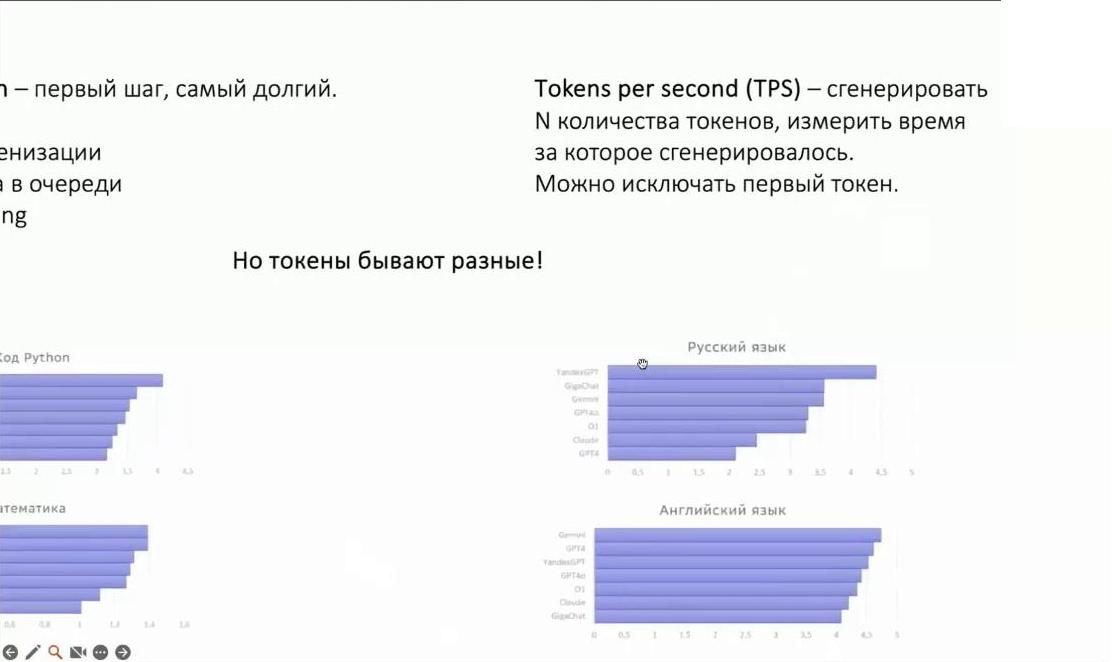 n – первый шаг, самый долгий.
енизации
а в очереди
ng
Tokens per second (TPS) – сгенерировать
N количества токенов, измерить время
за которое сгенерировалось.
Можно исключать первый токен.
Но токены бывают разные!
Код Python
1,5 2 2,5 3 3,5 4 4,5
Русский язык
YandexGPT
GigaChat
Gemini
GPT4o
O1
Claude
GPT4
0 0,5 1 1,5 2 2,5 3 3,5 4 4,5 5
атематика
0,6 0,8 1 1,2 1,4 1,6
Английский язык
Gemini
GPT4
YandexGPT
GPT4o
O1
Claude
GigaChat
0 0,5 1 1,5 2 2,5 3 3,5 4 4,5 5